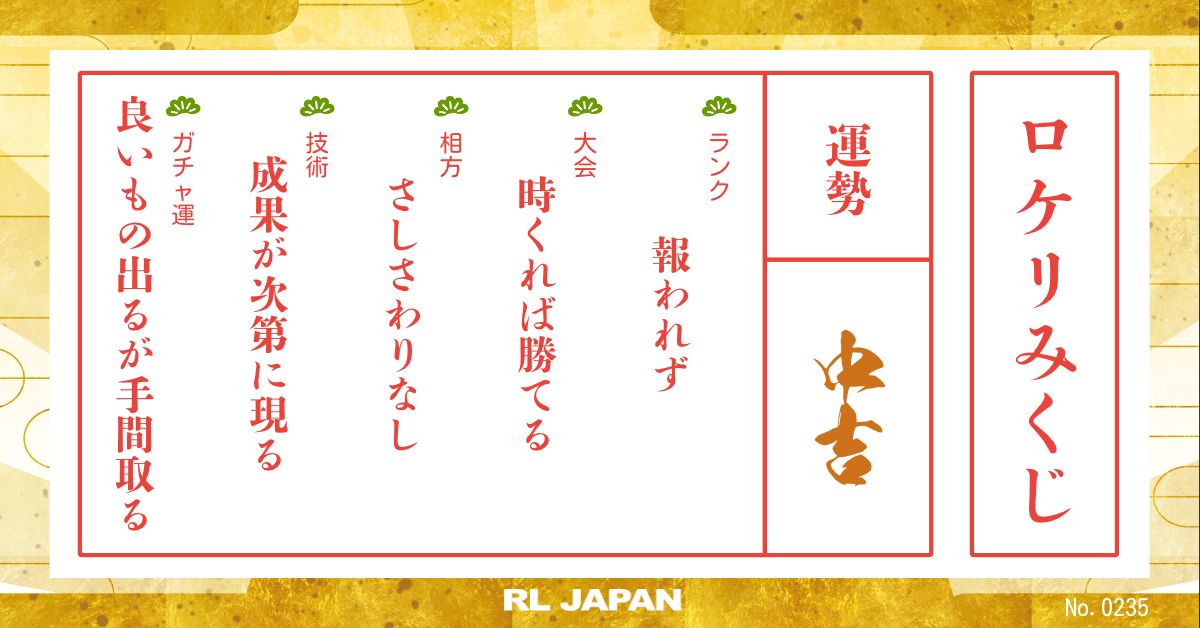 ロケリみくじ
運勢
中吉
ランク
報われず
大会
時くれば勝てる
相方
さしさわりなし
技術
成果が次第に現る
ガチャ運
良いもの出るが手間取る
RL JAPAN
No. 0235